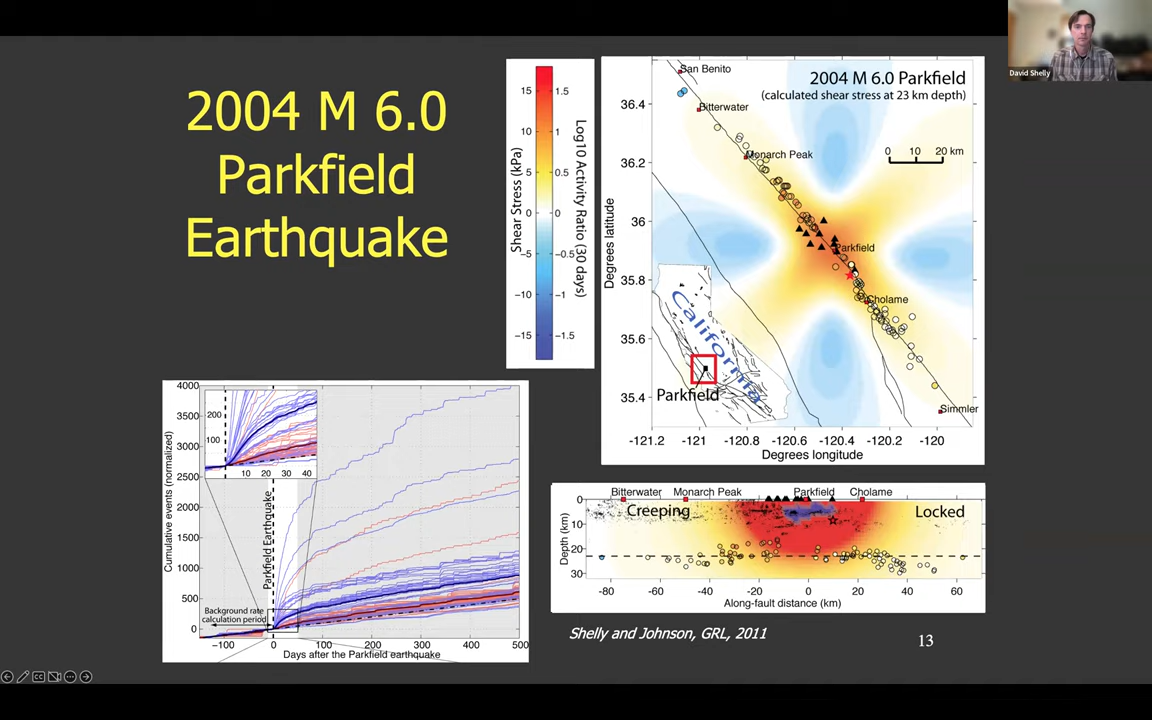 David Shelly
2004 M 6.0
Parkfield
Earthquake
15
10
5
0
−5
−10
−15
Shear Stress (kPa)
1.5
1
0.5
0
−0.5
−1
−1.5
Log10 Activity Ratio (30 days)
2004 M 6.0 Parkfield
(calculated shear stress at 23 km depth)
0 10 20 km
San Benito
Bitterwater
Monarch Peak
Parkfield
Cholame
Simmler
California
Parkfield
36.4
36.2
36
35.8
35.6
35.4
Degrees latitude
-121.2 -121 -120.8 -120.6 -120.4 -120.2 -120
Degrees longitude
4000
3500
3000
2500
2000
1500
1000
500
0
Cumulative events (normalized)
200
100
10 20 30 40
Parkfield Earthquake
Background rate
calculation period
−100 0 100 200 300 400 500
Days after the Parkfield earthquake
Bitterwater Monarch Peak Parkfield Cholame
Creeping Locked
0
10
20
30
Depth (km)
-80 -60 -40 -20 0 20 40 60
Along-fault distance (km)
Shelly and Johnson, GRL, 2011
13
CC